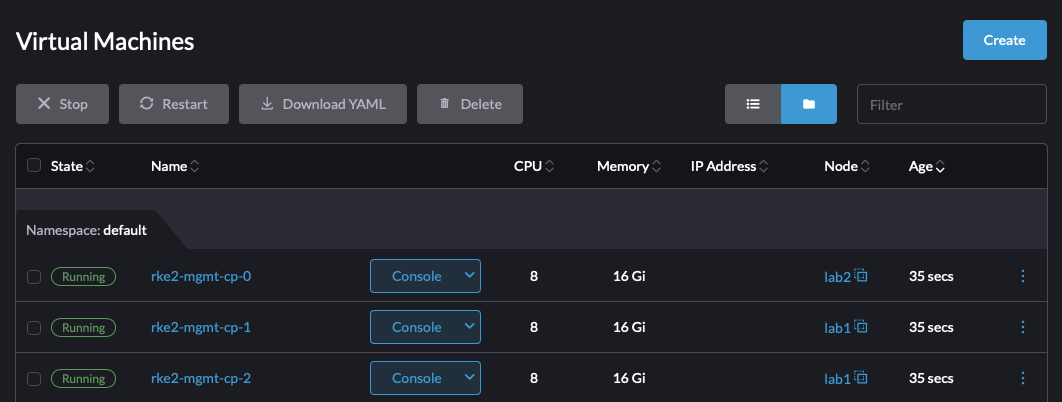 Virtual Machines
Create
Stop Restart Download YAML Delete Filter
State Name CPU Memory IP Address Node Age
Namespace: default
Running rke2-mgmt-cp-0 Console 8 16 Gi lab2 35 secs
Running rke2-mgmt-cp-1 Console 8 16 Gi lab1 35 secs
Running rke2-mgmt-cp-2 Console 8 16 Gi lab1 35 secs